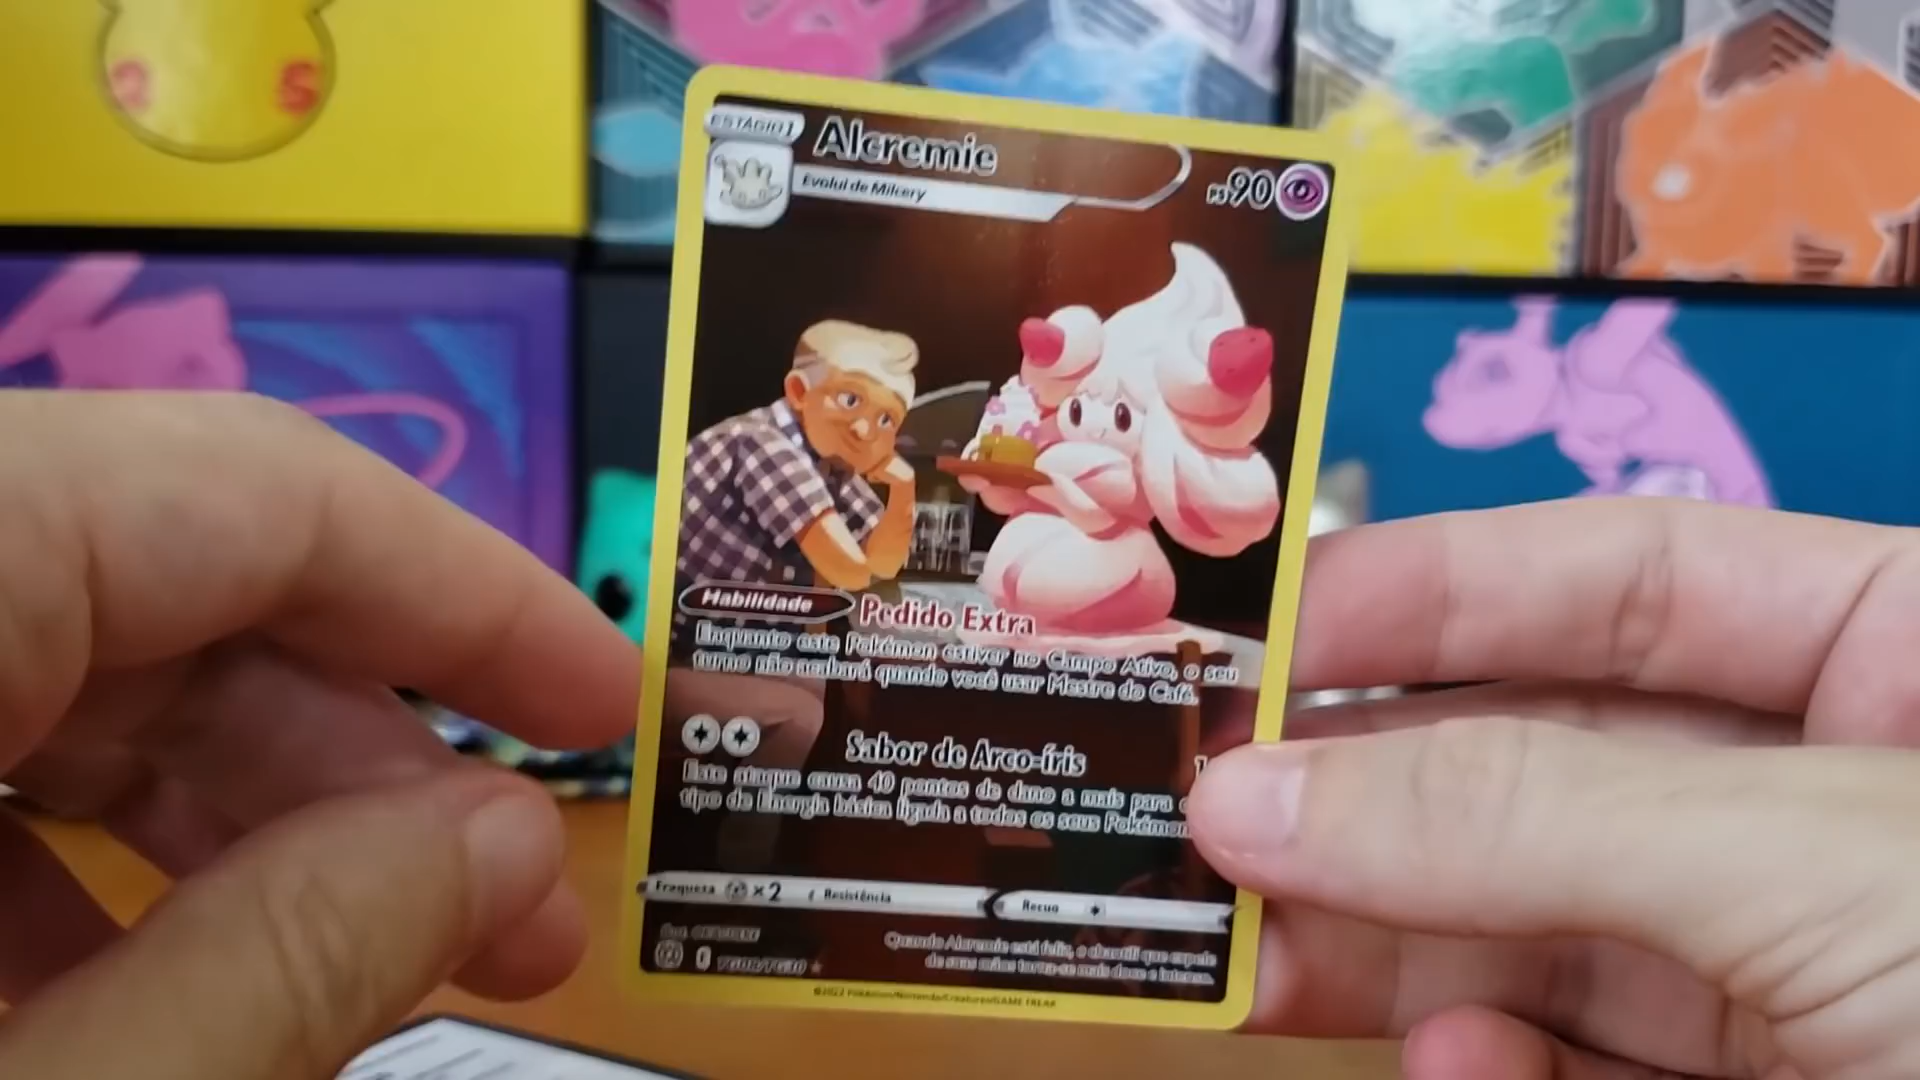 2 5
ESTÁGIO 1
Alcremie
PS 90
Evolui de Milcery
Habilidade Pedido Extra
Enquanto este Pokémon estiver no Campo Ativo, o seu
turno não acabará quando você usar Mestre do Café.
Sabor de Arco-íris 1
Este ataque causa 40 pontos de dano a mais para
tipo de Energia básica ligada a todos os seus Pokémon
Fraqueza ×2 Resistência Recuo
Quando Alcremie está feliz, o chantili que expele
de suas mãos torna-se mais doce e intenso.
©2022 Pokémon/Nintendo/Creatures/GAME FREAK